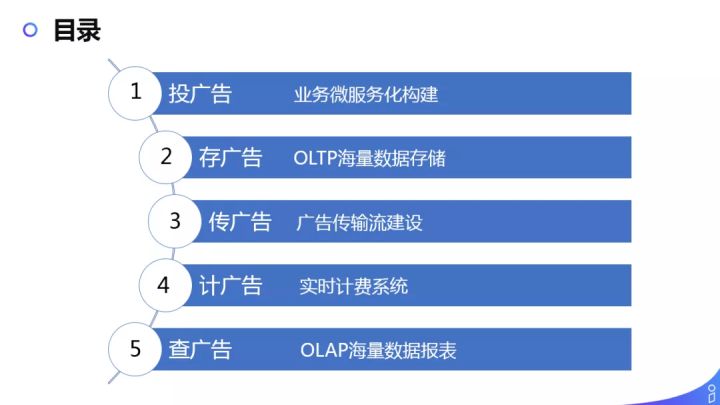 目录
1 投广告 业务微服务化构建
2 存广告 OLTP海量数据存储
3 传广告 广告传输流建设
4 计广告 实时计费系统
5 查广告 OLAP海量数据报表